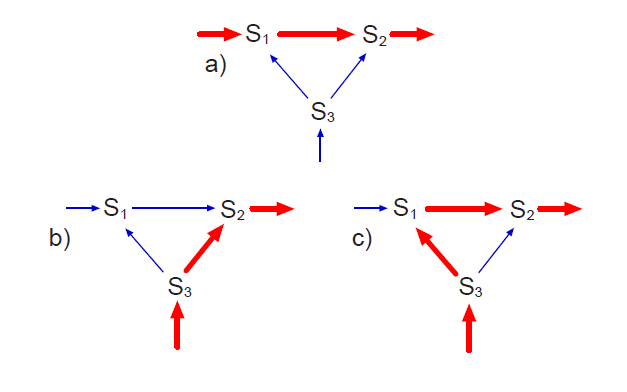 S₁ S₂
a)
S₃
S₁ S₂ S₁ S₂
b) c)
S₃ S₃